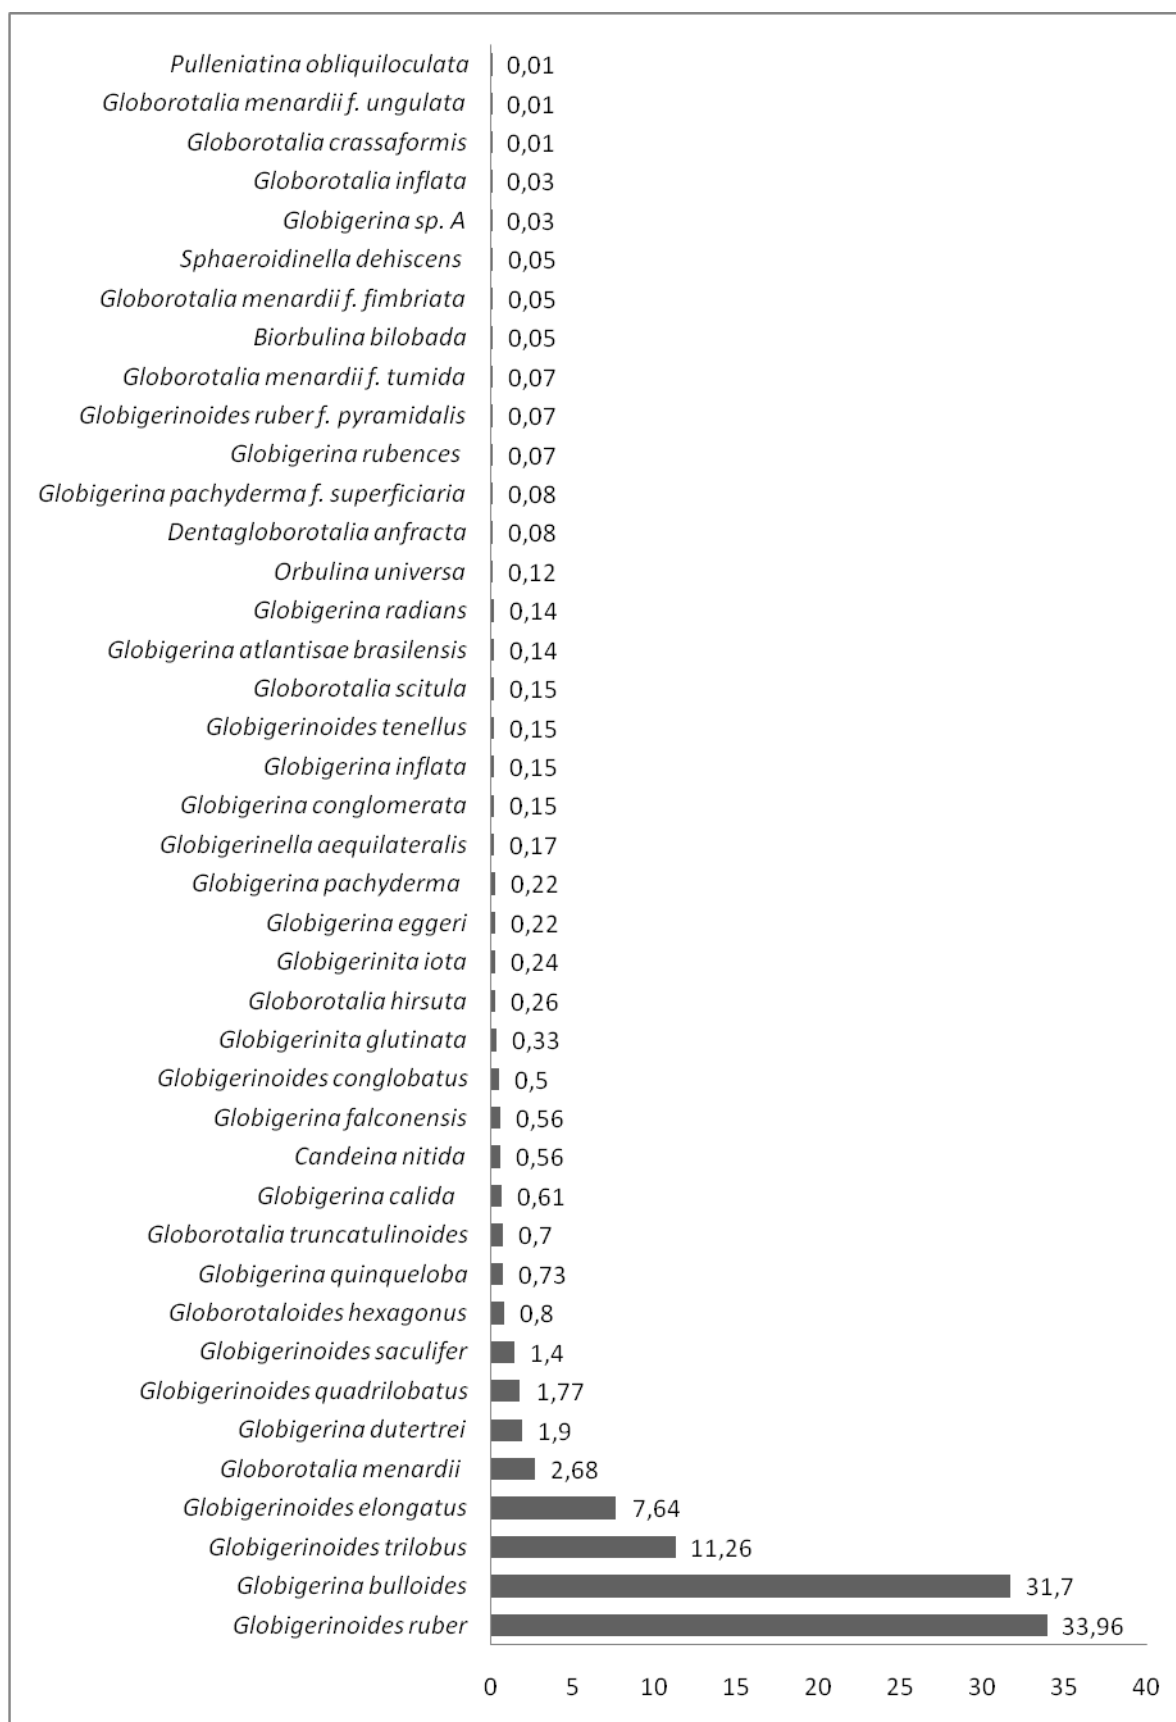 Pulleniatina obliquiloculata 0,01
Globorotalia menardii f. ungulata 0,01
Globorotalia crassaformis 0,01
Globorotalia inflata 0,03
Globigerina sp. A 0,03
Sphaeroidinella dehiscens 0,05
Globorotalia menardii f. fimbriata 0,05
Biorbulina bilobada 0,05
Globorotalia menardii f. tumida 0,07
Globigerinoides ruber f. pyramidalis 0,07
Globigerina rubences 0,07
Globigerina pachyderma f. superficiaria 0,08
Dentagloborotalia anfracta 0,08
Orbulina universa 0,12
Globigerina radians 0,14
Globigerina atlantisae brasilensis 0,14
Globorotalia scitula 0,15
Globigerinoides tenellus 0,15
Globigerina inflata 0,15
Globigerina conglomerata 0,15
Globigerinella aequilateralis 0,17
Globigerina pachyderma 0,22
Globigerina eggeri 0,22
Globigerinita iota 0,24
Globorotalia hirsuta 0,26
Globigerinita glutinata 0,33
Globigerinoides conglobatus 0,5
Globigerina falconensis 0,56
Candeina nitida 0,56
Globigerina calida 0,61
Globorotalia truncatulinoides 0,7
Globigerina quinqueloba 0,73
Globorotaloides hexagonus 0,8
Globigerinoides saculifer 1,4
Globigerinoides quadrilobatus 1,77
Globigerina dutertrei 1,9
Globorotalia menardii 2,68
Globigerinoides elongatus 7,64
Globigerinoides trilobus 11,26
Globigerina bulloides 31,7
Globigerinoides ruber 33,96
0 5 10 15 20 25 30 35 40